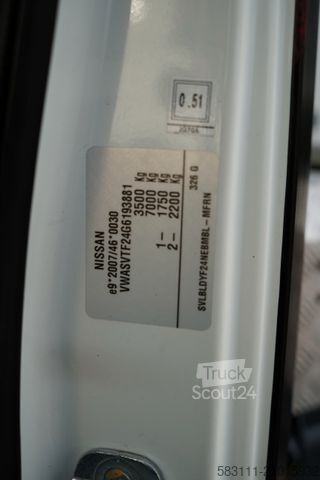 0.51
NISSAN
e9*2007/46*0030
VWASVTF24G6193881
3500 Kg
7000 Kg
1– 1750 Kg
2– 2200 Kg
326 G
SVLBLDYF24NEBMBL – MFRN
Truck
Scout24